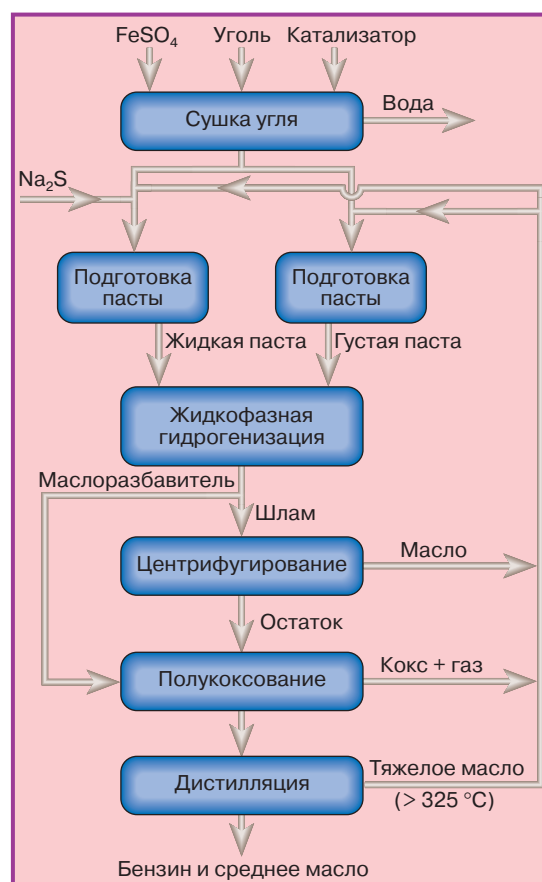 FeSO₄ Уголь Катализатор
Сушка угля
Вода
Na₂S
Подготовка
пасты
Подготовка
пасты
Жидкая паста
Густая паста
Жидкофазная
гидрогенизация
Маслоразбавитель
Шлам
Центрифугирование
Масло
Остаток
Полукоксование
Кокс + газ
Дистилляция
Тяжелое масло
(> 325 °C)
Бензин и среднее масло